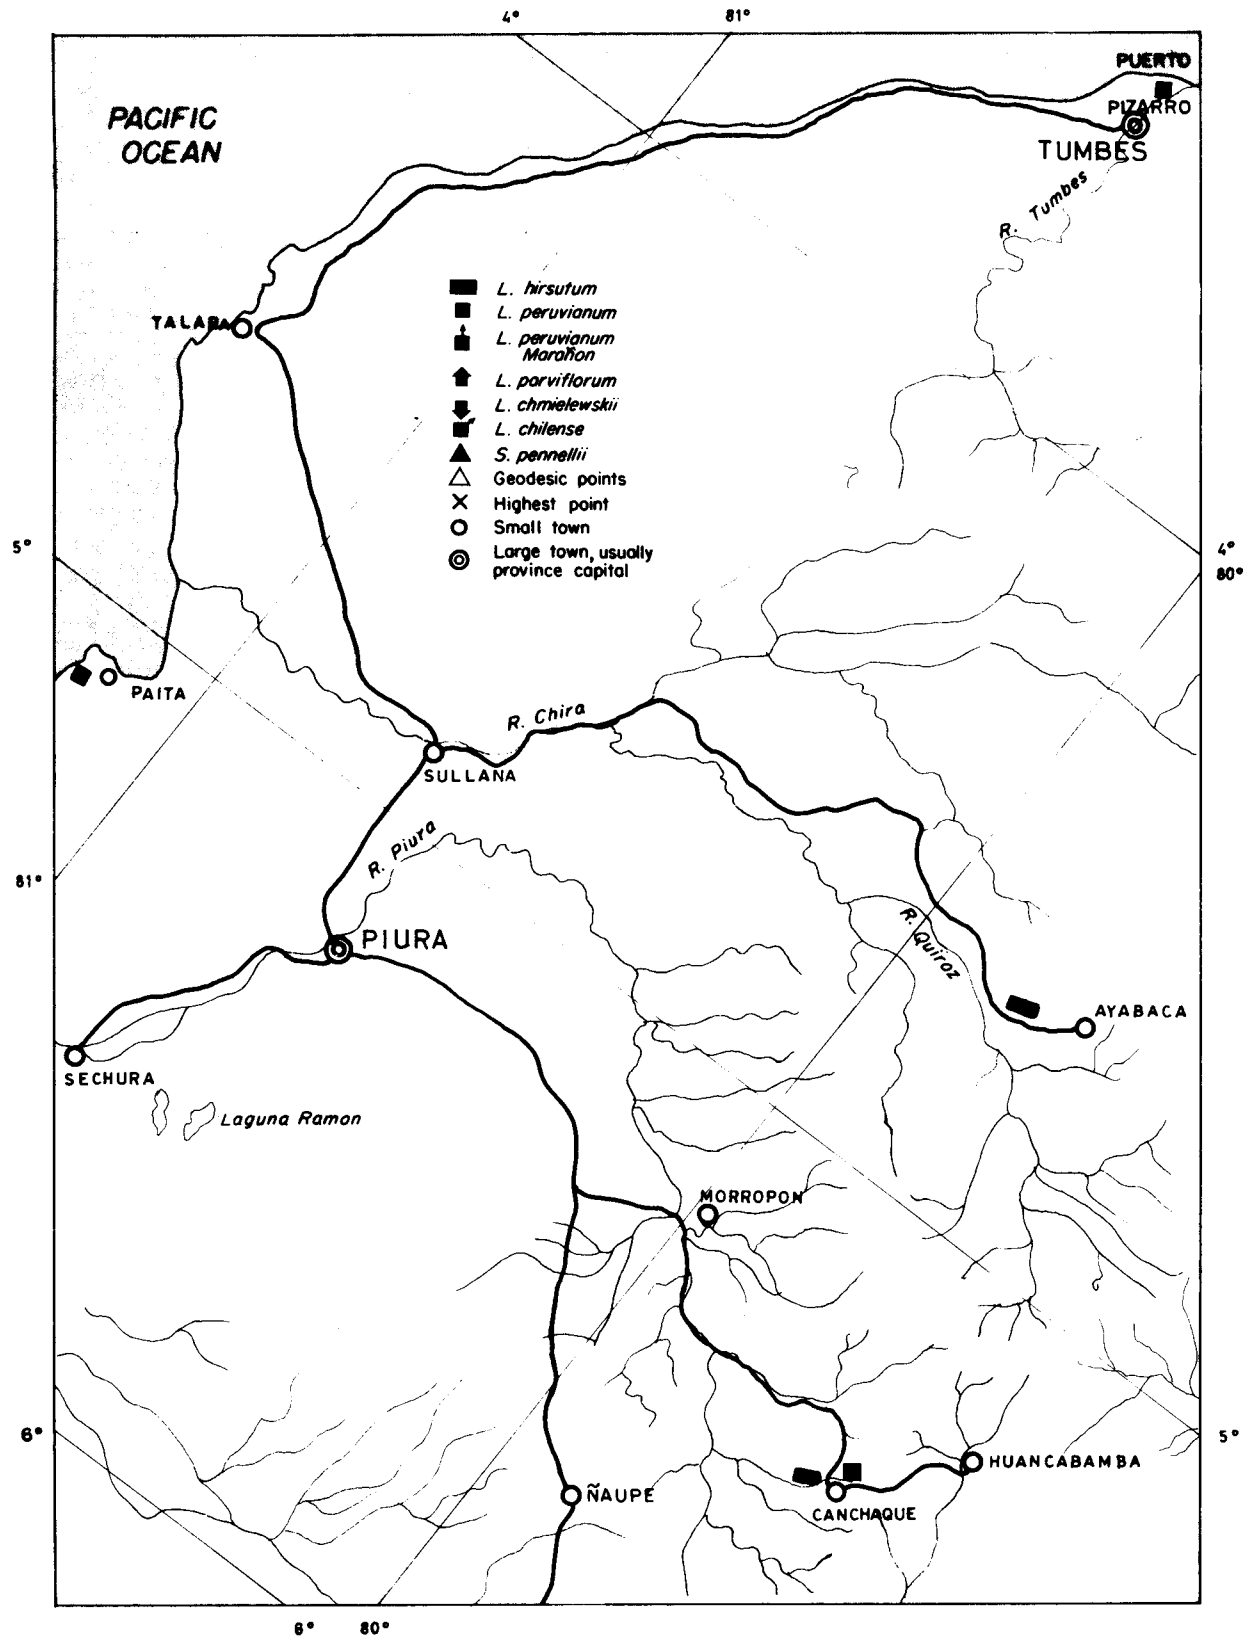 4° 81°
PUERTO
PIZARRO
TUMBES
PACIFIC
OCEAN
R. Tumbes
TALARA
L. hirsutum
L. peruvianum
L. peruvianum
Marañon
L. parviflorum
L. chmielewskii
L. chilense
S. pennellii
Geodesic points
Highest point
Small town
Large town, usually
province capital
5°
4°
80°
PAITA
R. Chira
SULLANA
R. Piura
81°
PIURA
R. Quiroz
AYABACA
SECHURA
Laguna Ramon
MORROPON
6°
5°
HUANCABAMBA
ÑAUPE
CANCHAQUE
6° 80°